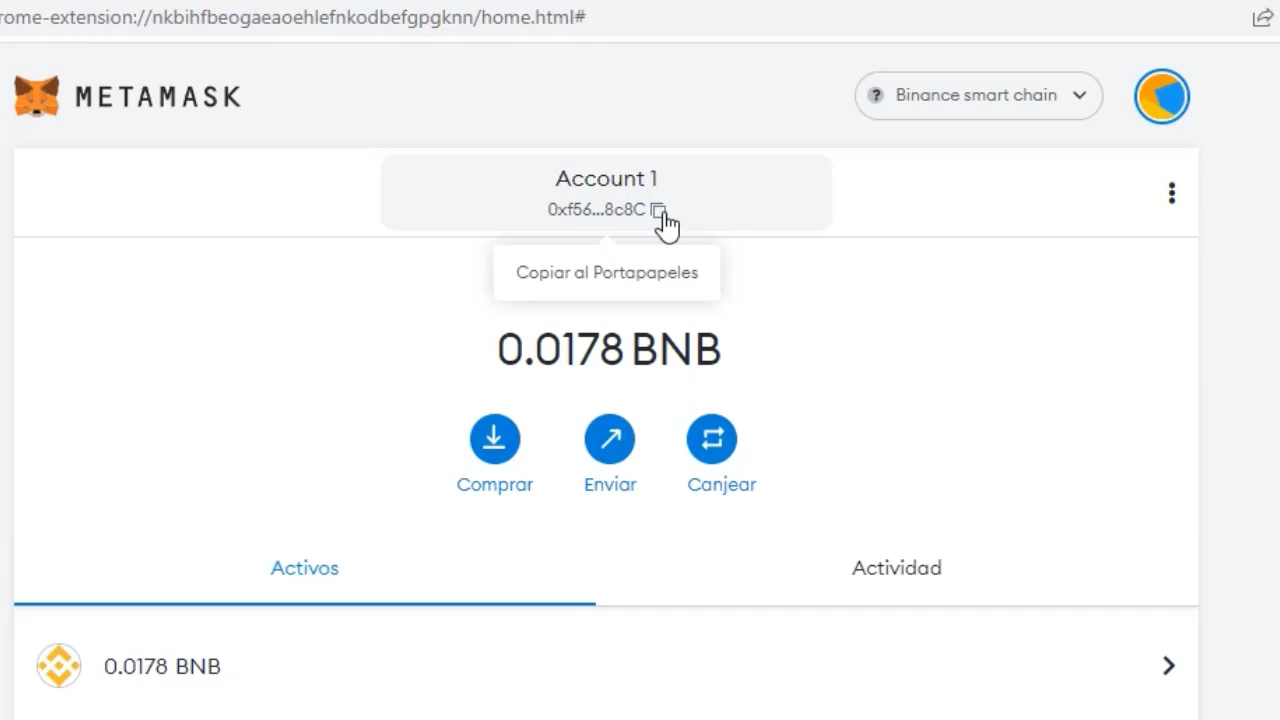 rome-extension://nkbihfbeogaeaoehlefnkodbefgpgknn/home.html#
METAMASK
? Binance smart chain
Account 1
0xf56...8c8C
Copiar al Portapapeles
0.0178 BNB
Comprar Enviar Canjear
Activos Actividad
0.0178 BNB